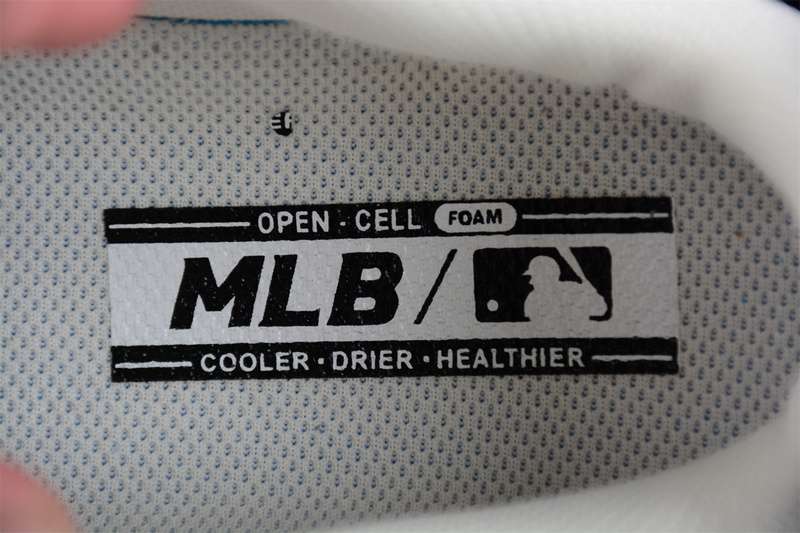 OPEN · CELL FOAM
MLB/
COOLER · DRIER · HEALTHIER